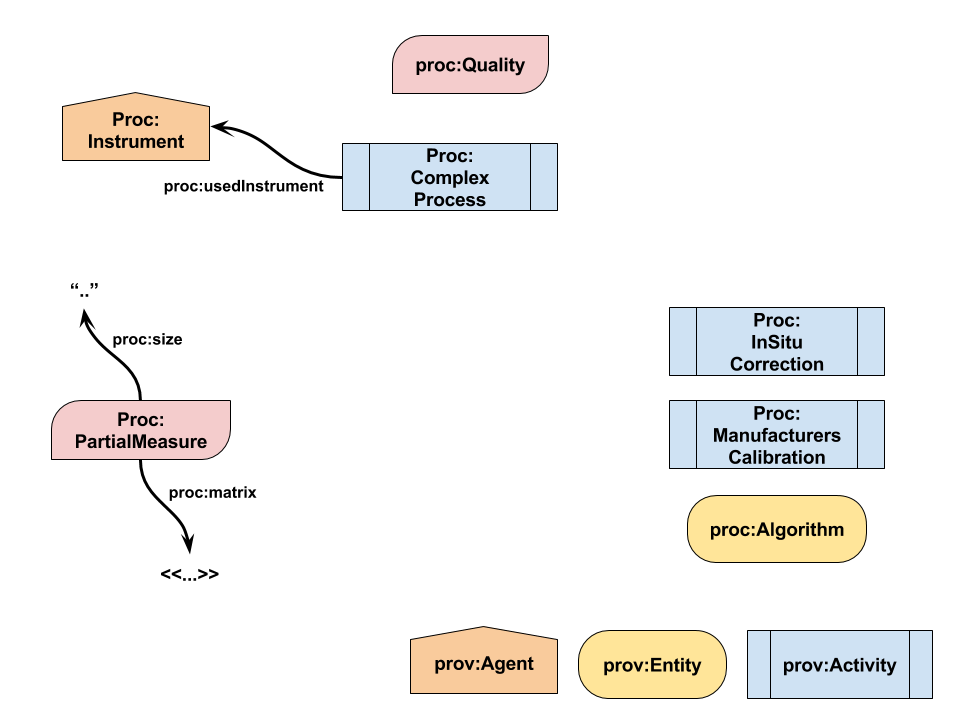 proc:Quality
Proc:
Instrument
Proc:
Complex
Process
proc:usedInstrument
“..”
proc:size
Proc:
InSitu
Correction
Proc:
PartialMeasure
Proc:
Manufacturers
Calibration
proc:matrix
proc:Algorithm
<<...>>
prov:Agent
prov:Entity
prov:Activity